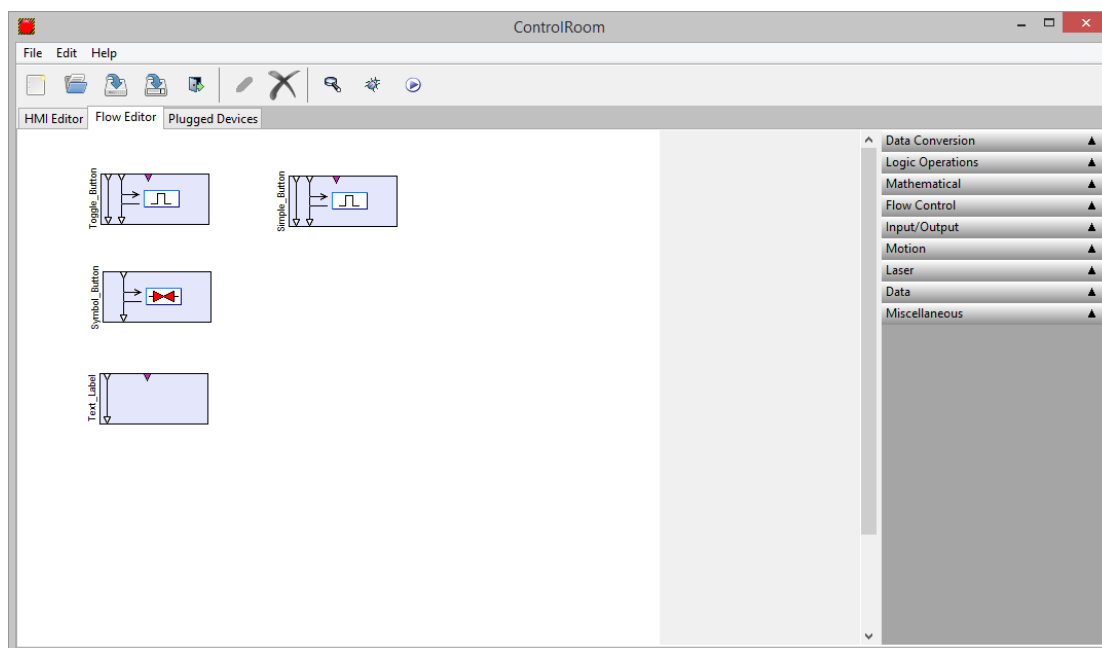 ControlRoom
File Edit Help
HMI Editor Flow Editor Plugged Devices
Toggle_Button
Simple_Button
Symbol_Button
Text_Label
Data Conversion
Logic Operations
Mathematical
Flow Control
Input/Output
Motion
Laser
Data
Miscellaneous